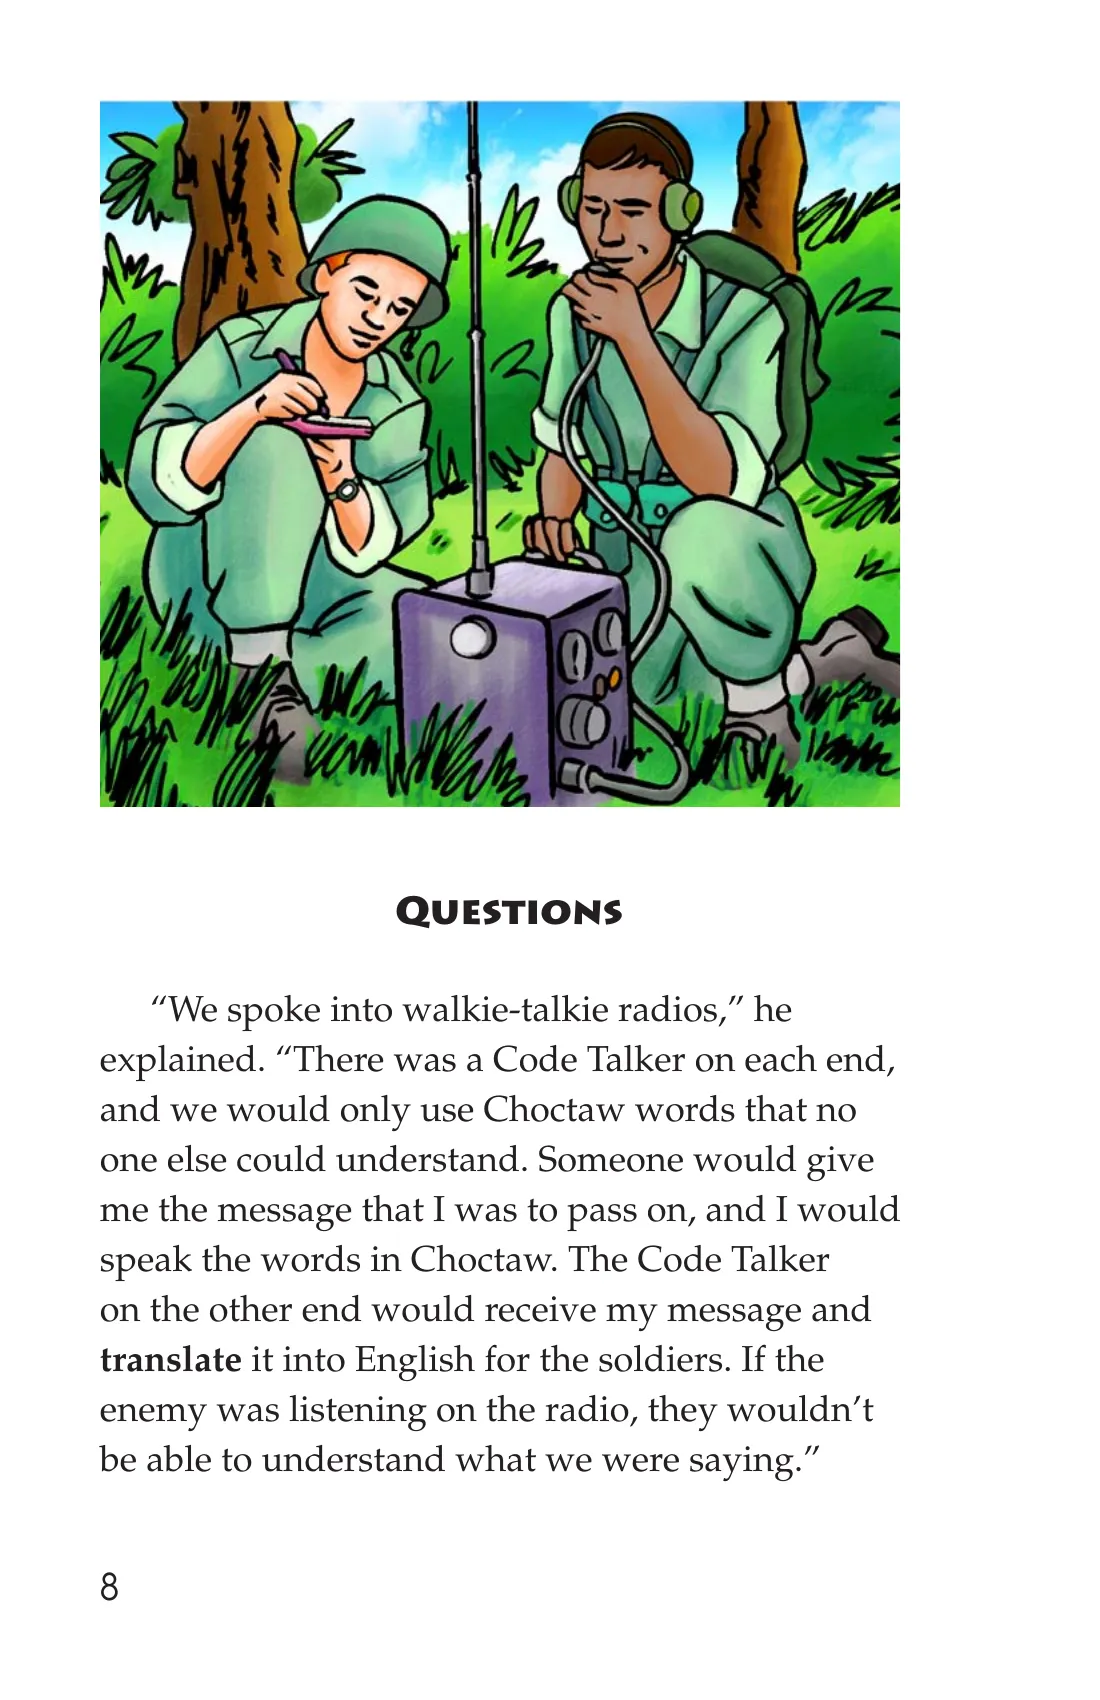 Questions
“We spoke into walkie-talkie radios,” he
explained. “There was a Code Talker on each end,
and we would only use Choctaw words that no
one else could understand. Someone would give
me the message that I was to pass on, and I would
speak the words in Choctaw. The Code Talker
on the other end would receive my message and
translate it into English for the soldiers. If the
enemy was listening on the radio, they wouldn’t
be able to understand what we were saying.”
8